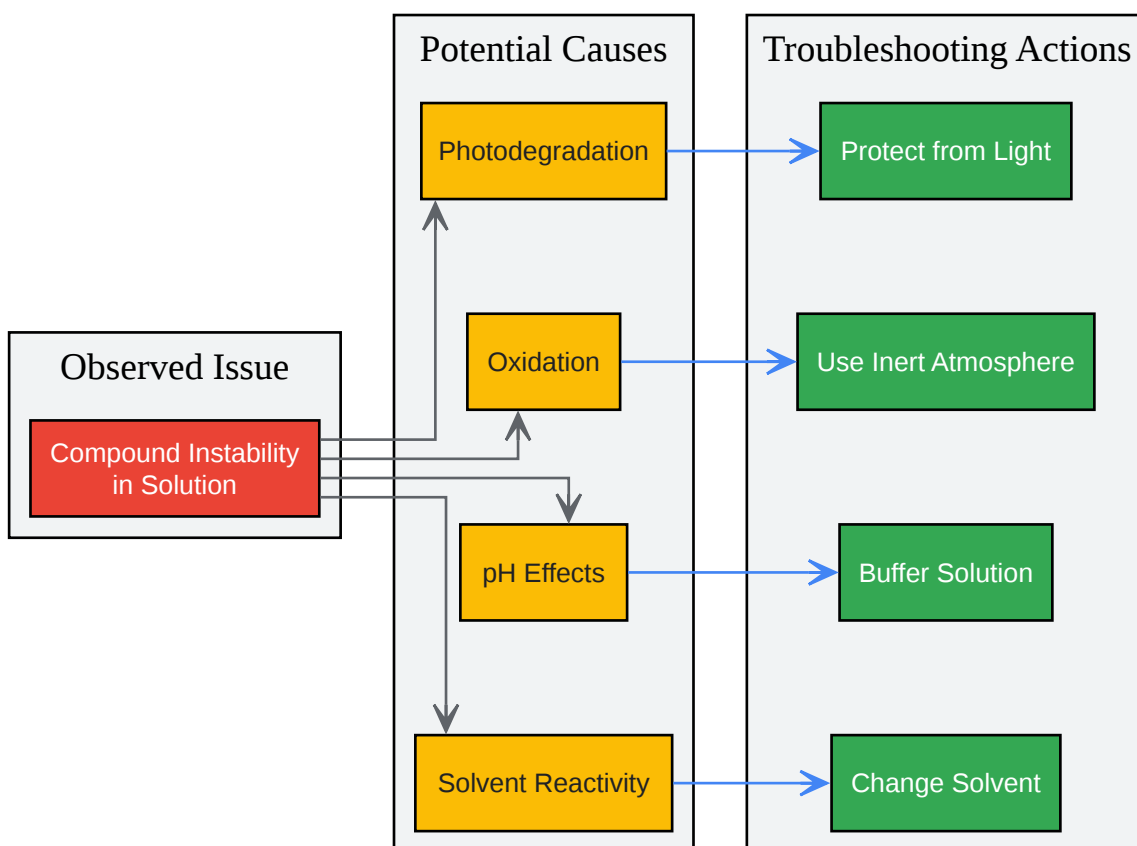 Observed Issue
Compound Instability
in Solution
Potential Causes
Photodegradation
Oxidation
pH Effects
Solvent Reactivity
Troubleshooting Actions
Protect from Light
Use Inert Atmosphere
Buffer Solution
Change Solvent